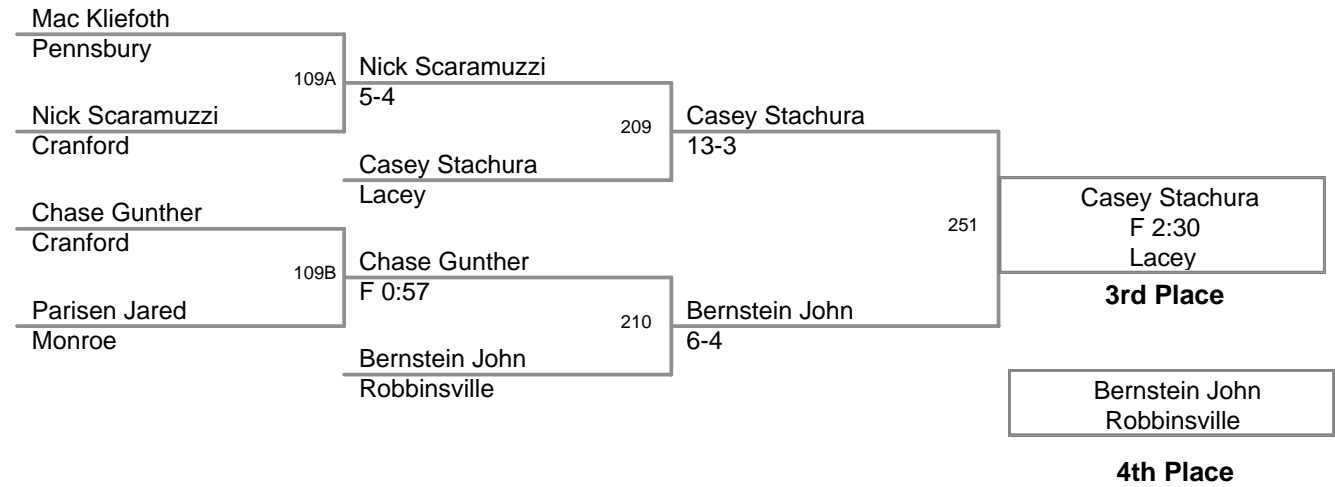 Mac Kliefoth
Pennsbury
109A
Nick Scaramuzzi
5-4
Nick Scaramuzzi
Cranford
209
Casey Stachura
13-3
Casey Stachura
Lacey
Chase Gunther
Cranford
109B
Chase Gunther
F 0:57
Parisen Jared
Monroe
210
Bernstein John
6-4
Bernstein John
Robbinsville
251
Casey Stachura
F 2:30
Lacey
3rd Place
Bernstein John
Robbinsville
4th Place